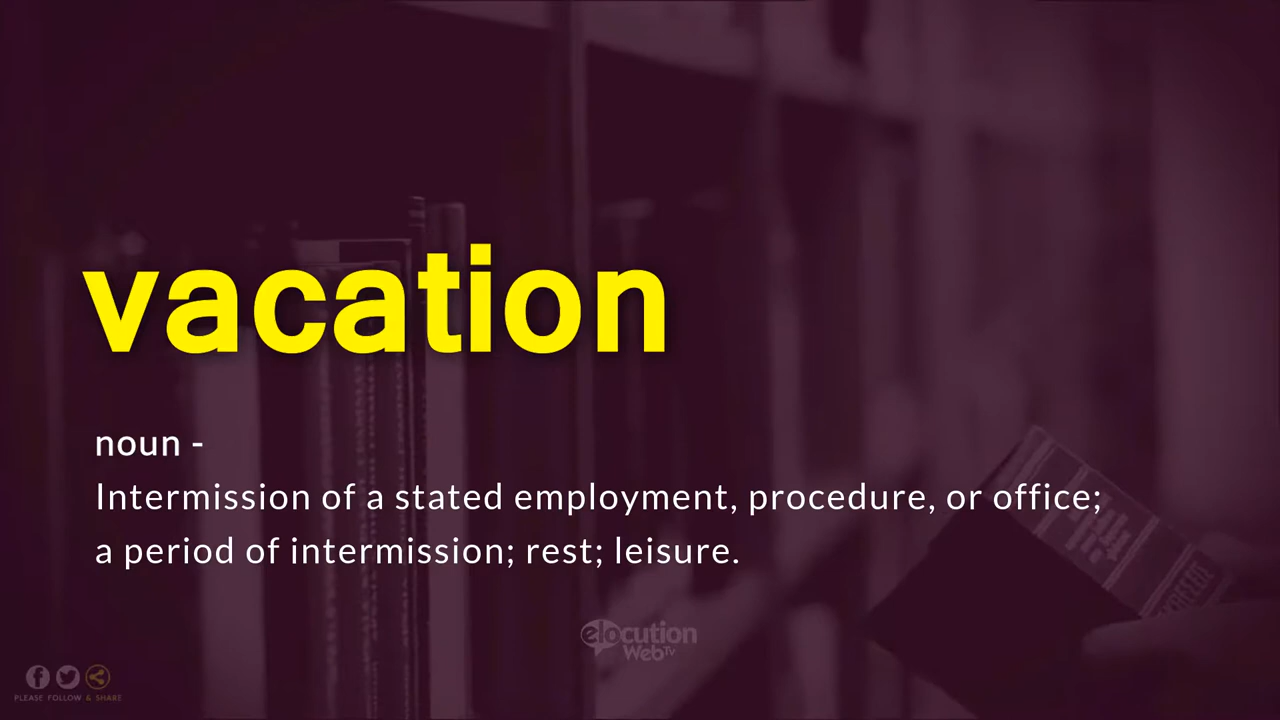 vacation
noun -
Intermission of a stated employment, procedure, or office;
a period of intermission; rest; leisure.
elocution
WebTv
PLEASE FOLLOW & SHARE